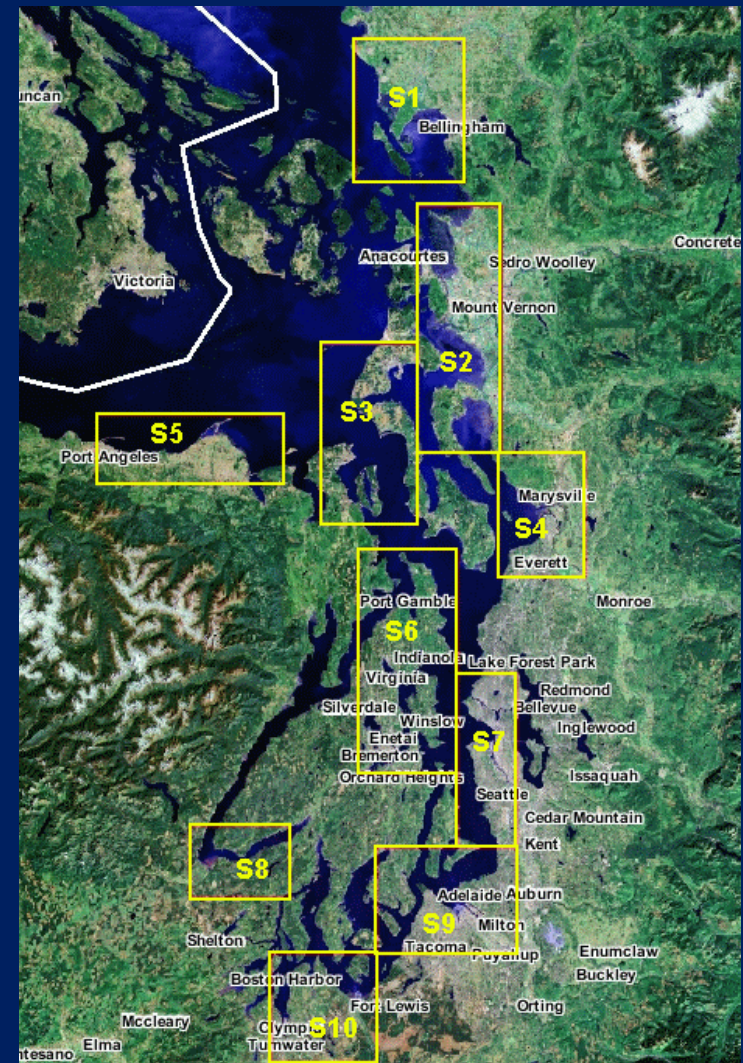 uncan
S1
Bellingham
Concrete
Anacourtes
Sedro Woolley
Victoria
Mount Vernon
S2
S3
S5
Port Angeles
Marysville
S4
Everett
Port Gamble
Monroe
S6
Indianola
Lake Forest Park
Virginia
Redmond
Silverdale
Bellevue
Winslow
Inglewood
Enetai
S7
Bremerton
Orchard Heights
Issaquah
Seattle
Cedar Mountain
Kent
S8
Adelaide
Auburn
S9
Milton
Shelton
Tacoma
Puyallup
Enumclaw
Buckley
Boston Harbor
Fort Lewis
Orting
Mccleary
Olympi
S10
Elma
Tumwater
ntesano